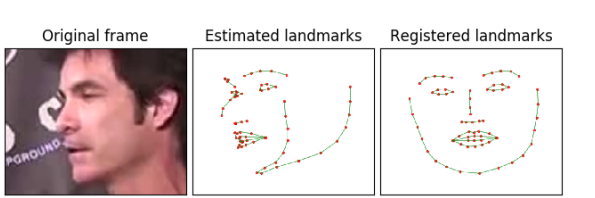 Original frame
Estimated landmarks
Registered landmarks
PGROUND